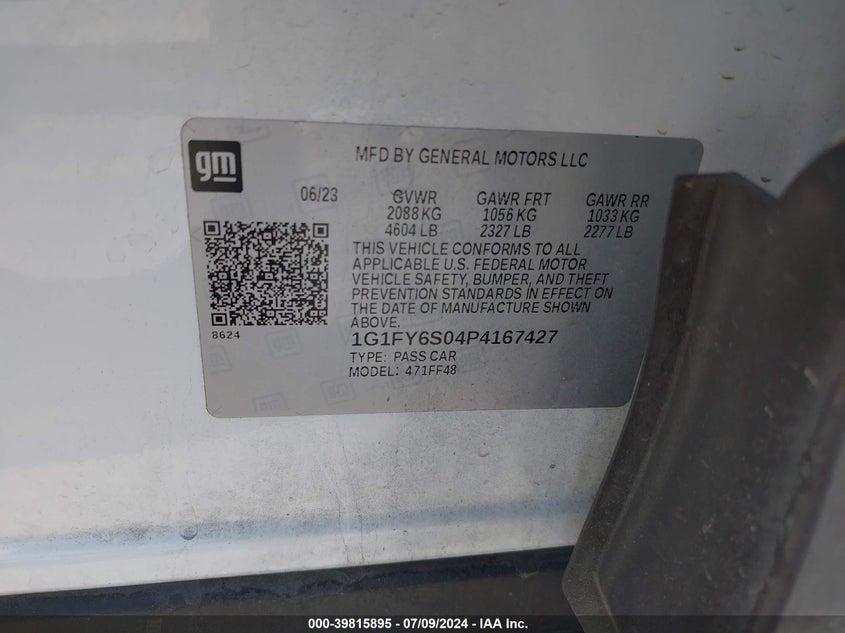 gm
MFD BY GENERAL MOTORS LLC
06/23 GVWR GAWR FRT GAWR RR
2088 KG 1056 KG 1033 KG
4604 LB 2327 LB 2277 LB
THIS VEHICLE CONFORMS TO ALL
APPLICABLE U.S. FEDERAL MOTOR
VEHICLE SAFETY, BUMPER, AND THEFT
PREVENTION STANDARDS IN EFFECT ON
THE DATE OF MANUFACTURE SHOWN
ABOVE.
8624
1G1FY6S04P4167427
TYPE: PASS CAR
MODEL: 471FF48
000-39815895 / 07/09/2024 - IAA Inc.